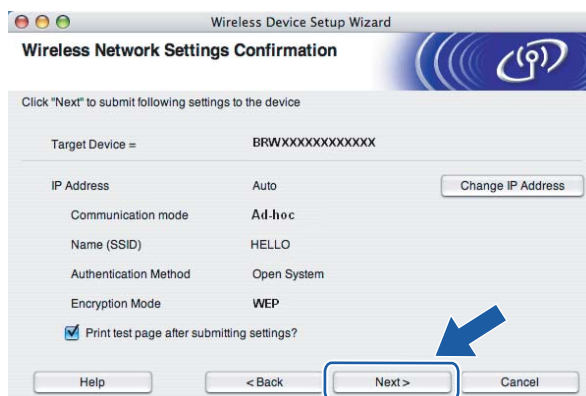 Wireless Device Setup Wizard
Wireless Network Settings Confirmation
Click "Next" to submit following settings to the device
Target Device = BRWXXXXXXXXXXXX
IP Address Auto Change IP Address
Communication mode Ad-hoc
Name (SSID) HELLO
Authentication Method Open System
Encryption Mode WEP
Print test page after submitting settings?
Help < Back Next > Cancel